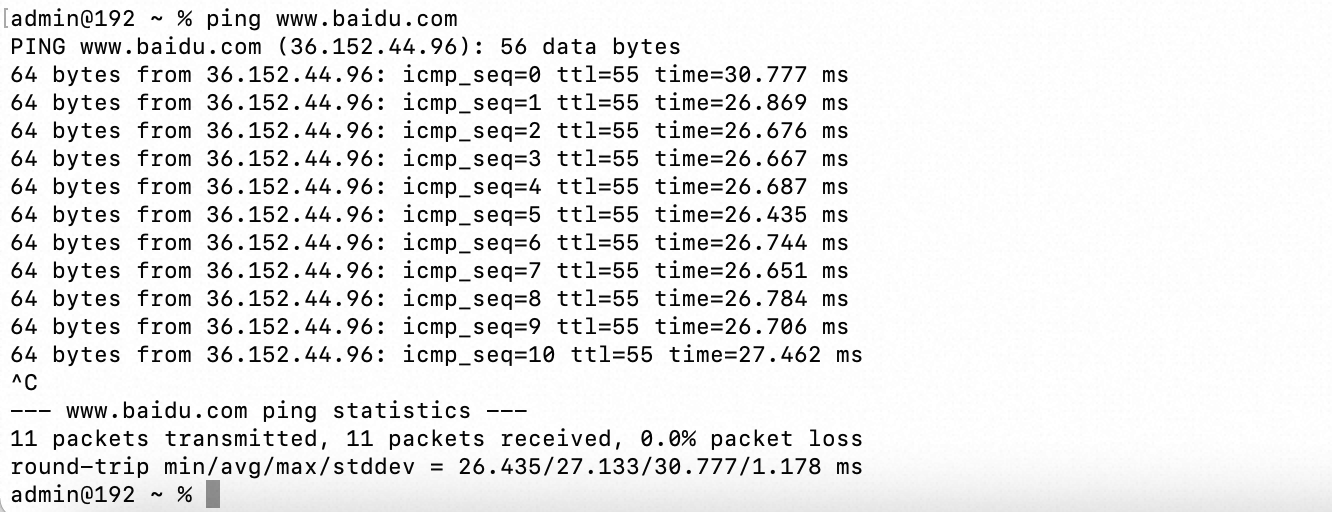 [admin@192 ~ % ping www.baidu.com
PING www.baidu.com (36.152.44.96): 56 data bytes
64 bytes from 36.152.44.96: icmp_seq=0 ttl=55 time=30.777 ms
64 bytes from 36.152.44.96: icmp_seq=1 ttl=55 time=26.869 ms
64 bytes from 36.152.44.96: icmp_seq=2 ttl=55 time=26.676 ms
64 bytes from 36.152.44.96: icmp_seq=3 ttl=55 time=26.667 ms
64 bytes from 36.152.44.96: icmp_seq=4 ttl=55 time=26.687 ms
64 bytes from 36.152.44.96: icmp_seq=5 ttl=55 time=26.435 ms
64 bytes from 36.152.44.96: icmp_seq=6 ttl=55 time=26.744 ms
64 bytes from 36.152.44.96: icmp_seq=7 ttl=55 time=26.651 ms
64 bytes from 36.152.44.96: icmp_seq=8 ttl=55 time=26.784 ms
64 bytes from 36.152.44.96: icmp_seq=9 ttl=55 time=26.706 ms
64 bytes from 36.152.44.96: icmp_seq=10 ttl=55 time=27.462 ms
^C
--- www.baidu.com ping statistics ---
11 packets transmitted, 11 packets received, 0.0% packet loss
round-trip min/avg/max/stddev = 26.435/27.133/30.777/1.178 ms
admin@192 ~ %